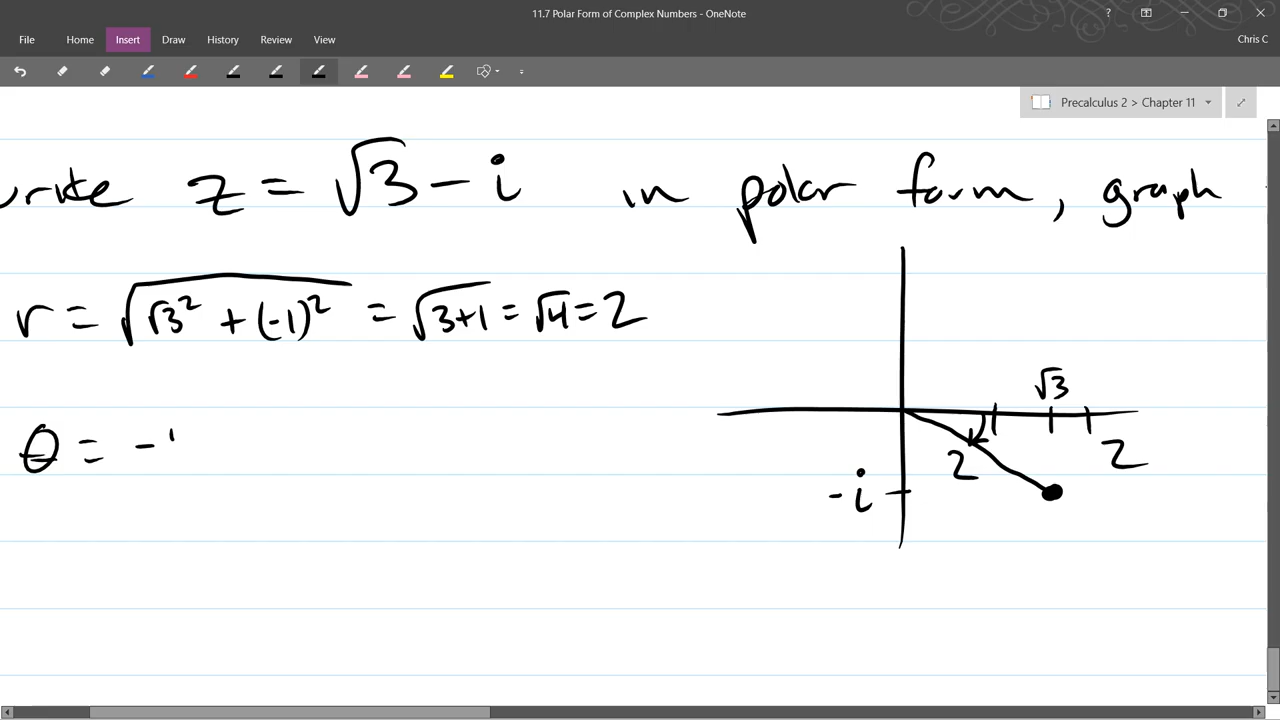 11.7 Polar Form of Complex Numbers - OneNote
File Home Insert Draw History Review View
Chris C
Precalculus 2 > Chapter 11
z = √3 - i in polar form, graph
r = √(√3² + (-1)²) = √(3+1) = √4 = 2
√3
θ = -
2
2
-i